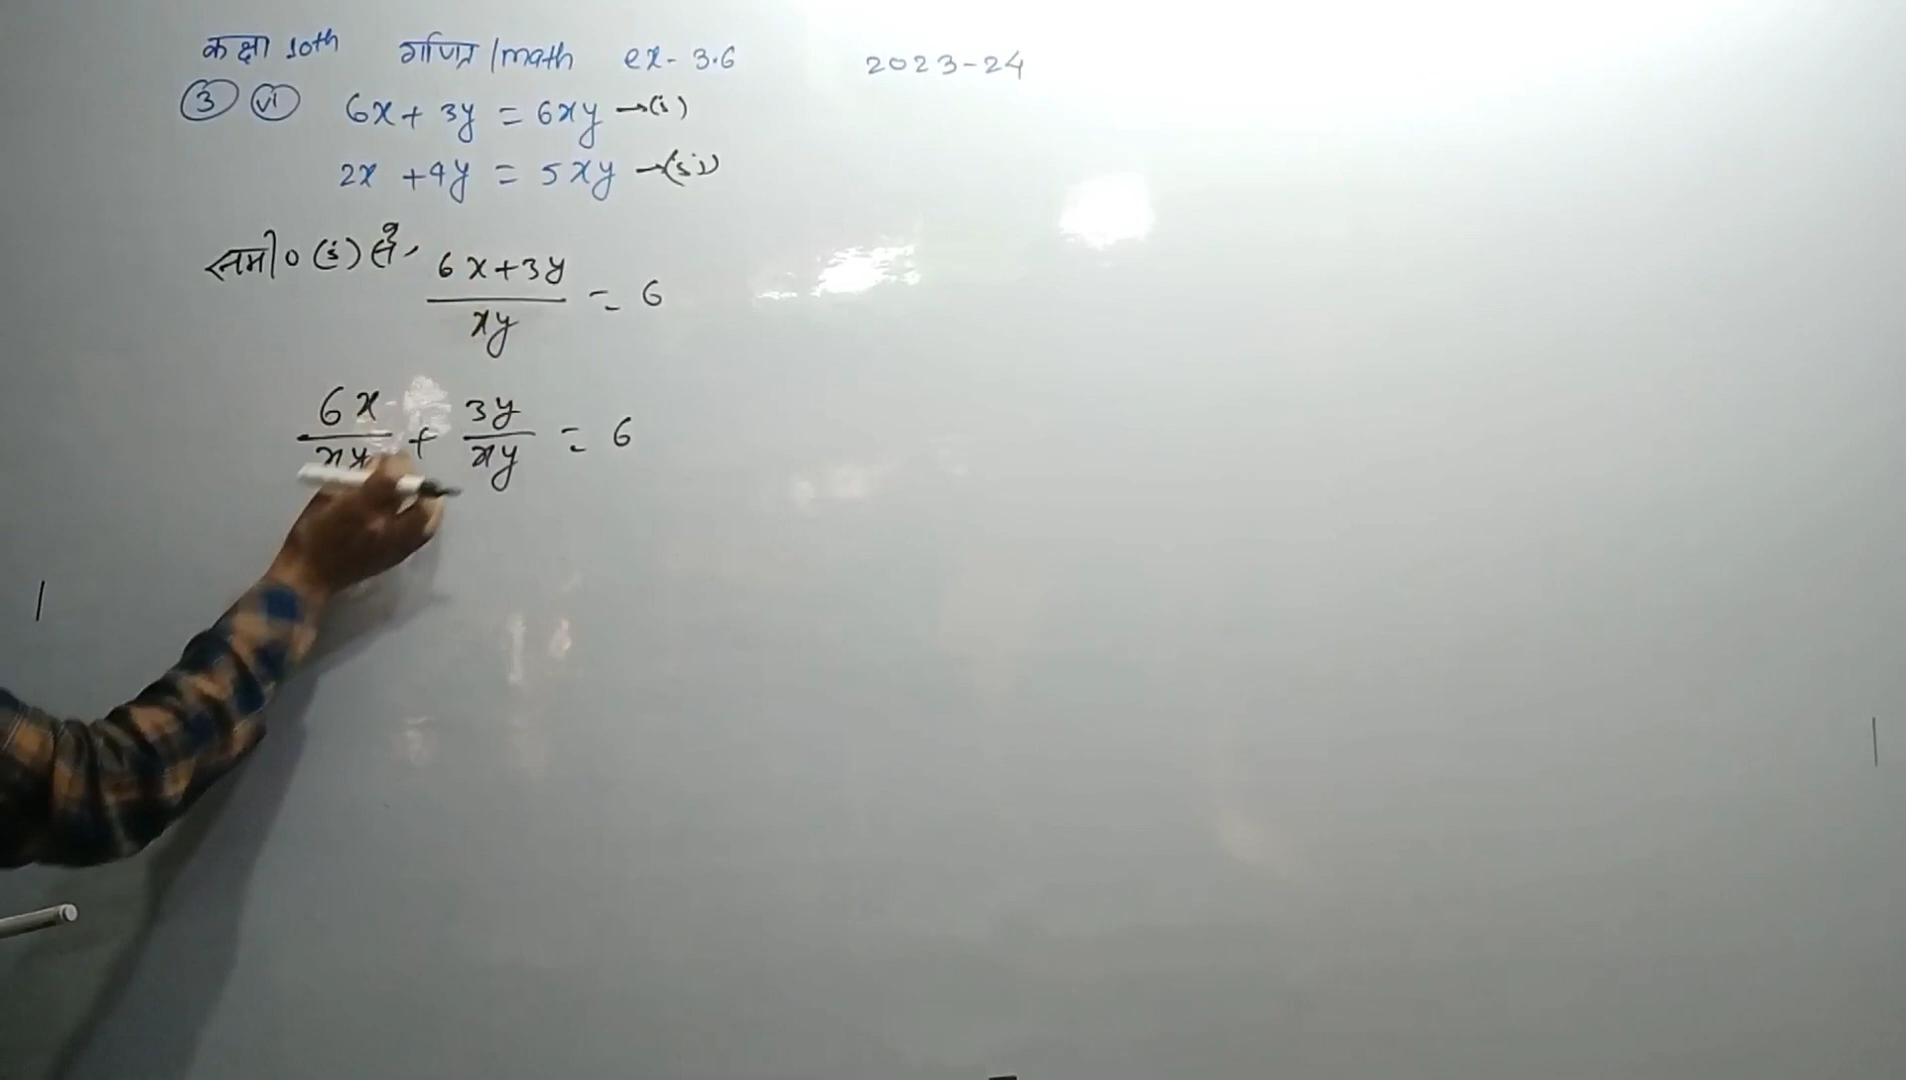 कक्षा 10th गणित /math ex- 3.6 2023-24
3 vi 6x + 3y = 6xy →(i)
2x + 4y = 5xy →(ii)
समी० (i) से, 6x+3y/xy = 6
6x/xy + 3y/xy = 6